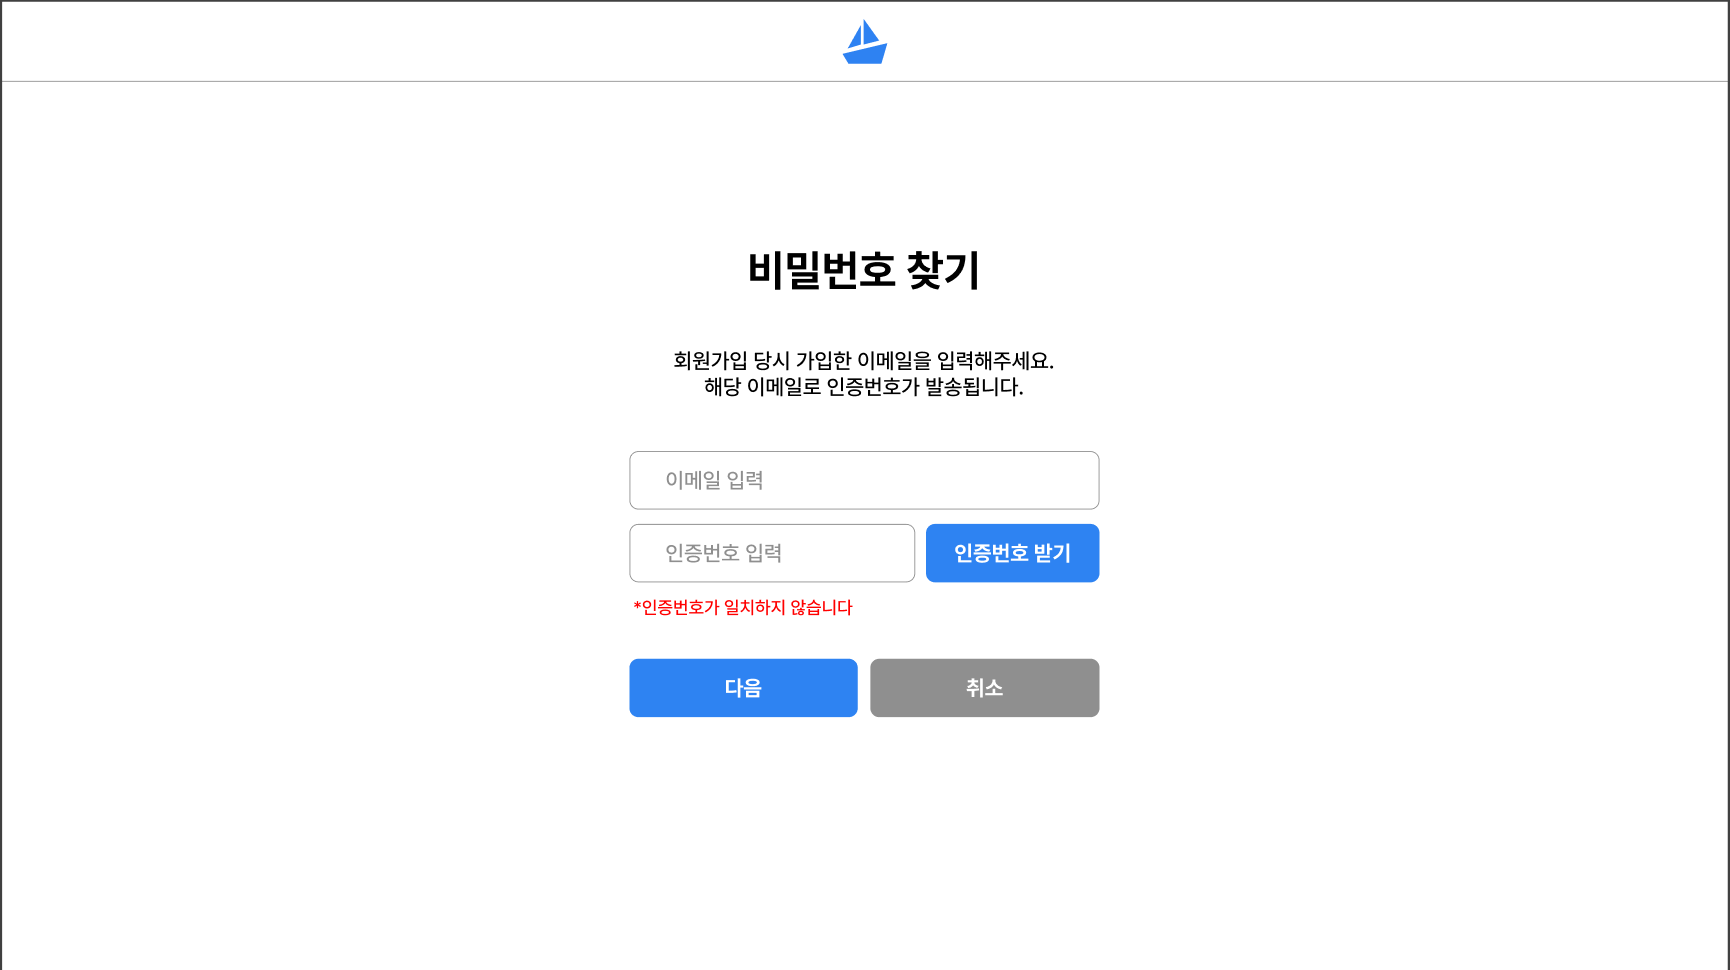 비밀번호 찾기
회원가입 당시 가입한 이메일을 입력해주세요.
해당 이메일로 인증번호가 발송됩니다.
이메일 입력
인증번호 입력
인증번호 받기
*인증번호가 일치하지 않습니다
다음
취소